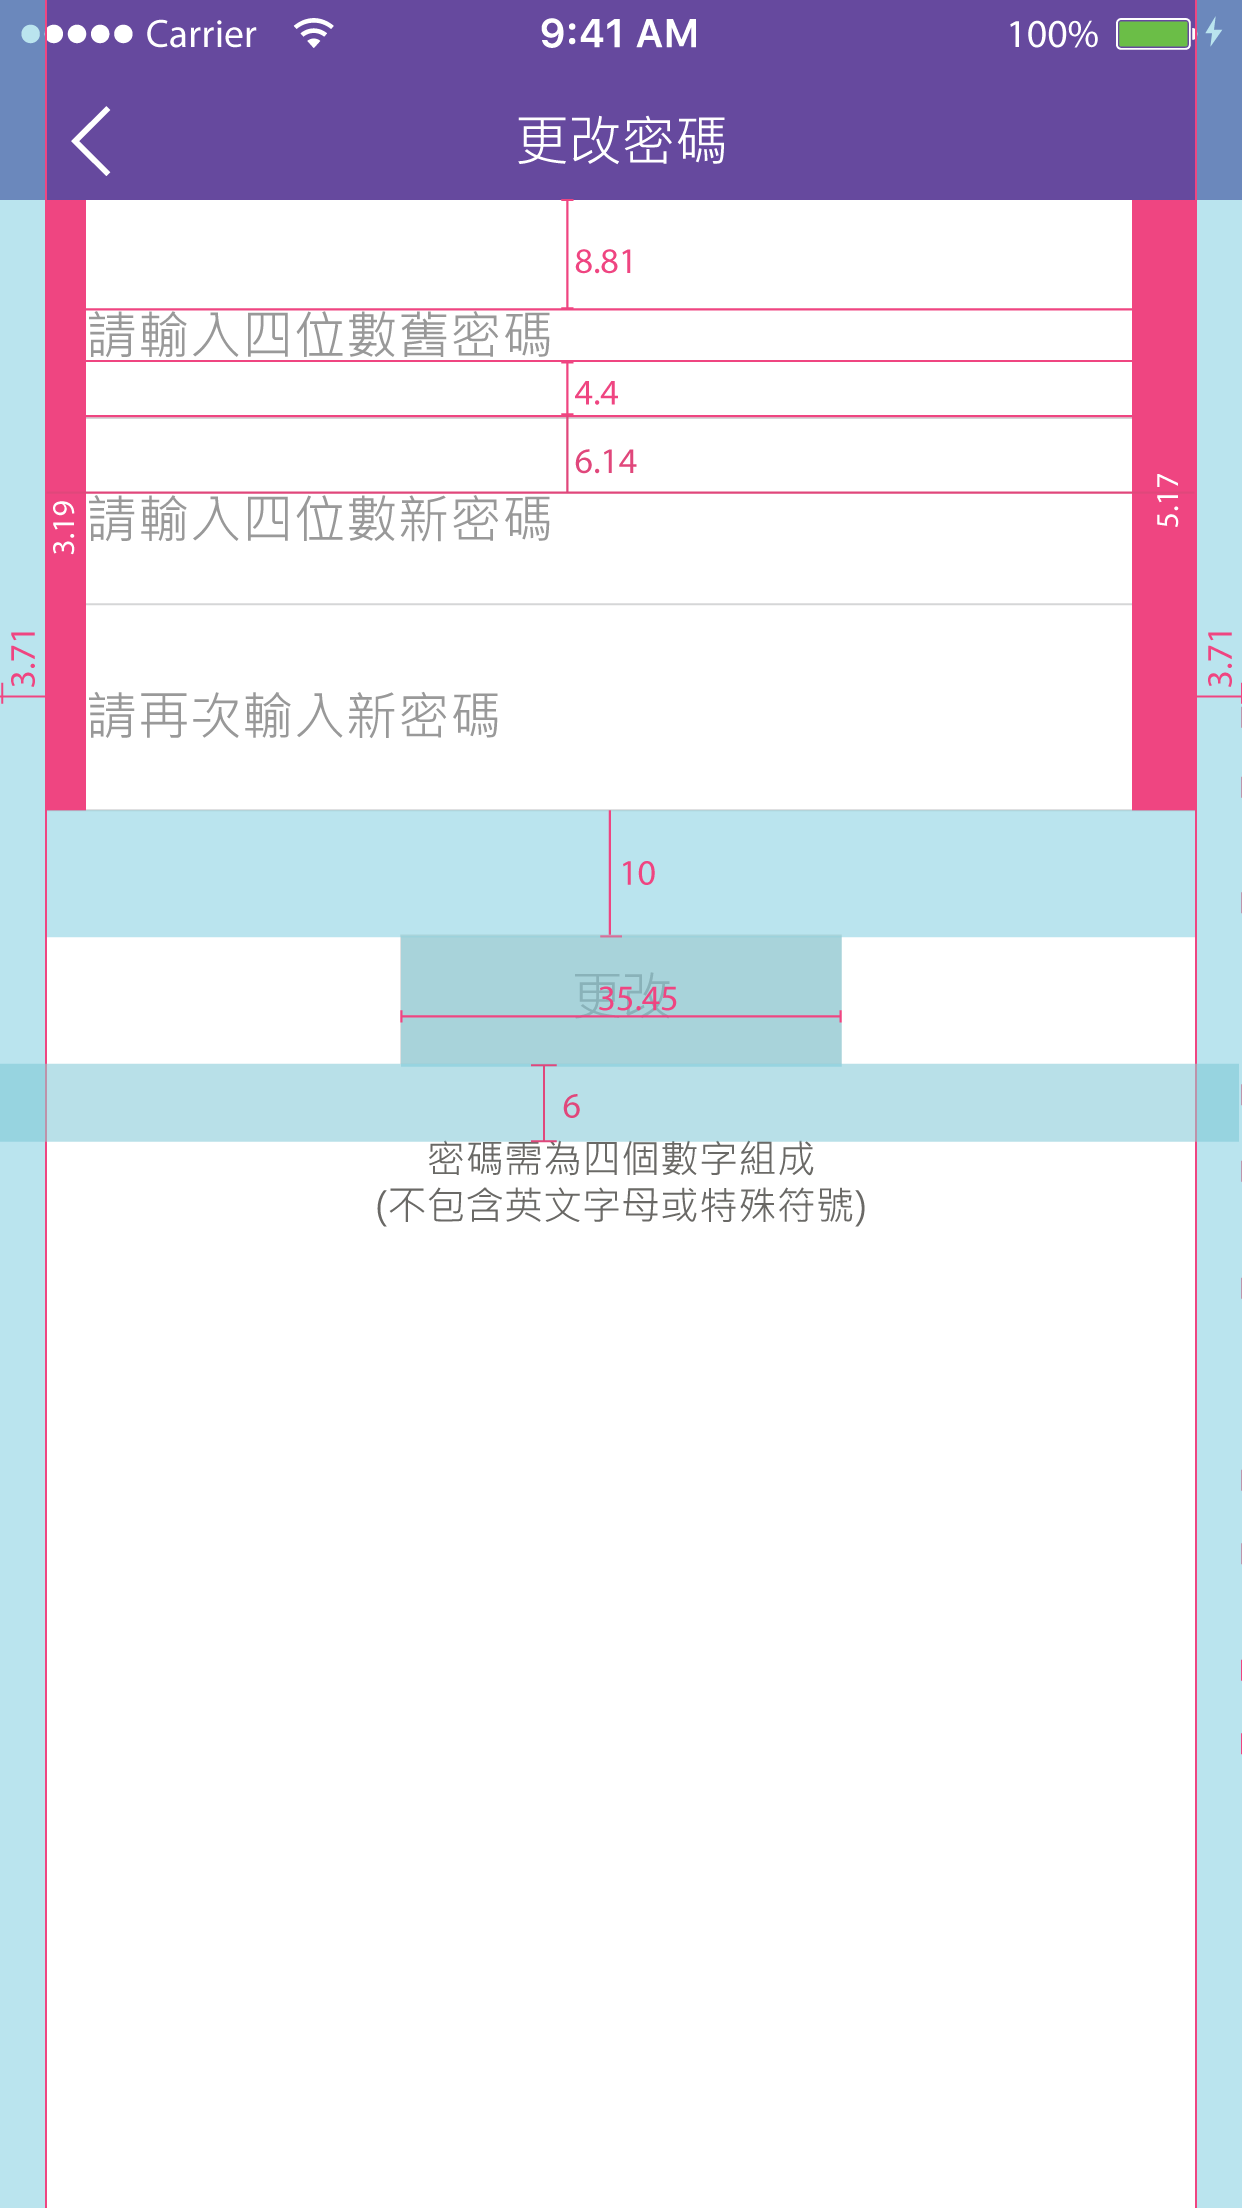 Carrier 9:41 AM 100%
更改密碼
8.81
請輸入四位數舊密碼
4.4
6.14
請輸入四位數新密碼
3.19
5.17
3.71
3.71
請再次輸入新密碼
10
更改
35.45
6
密碼需為四個數字組成
(不包含英文字母或特殊符號)